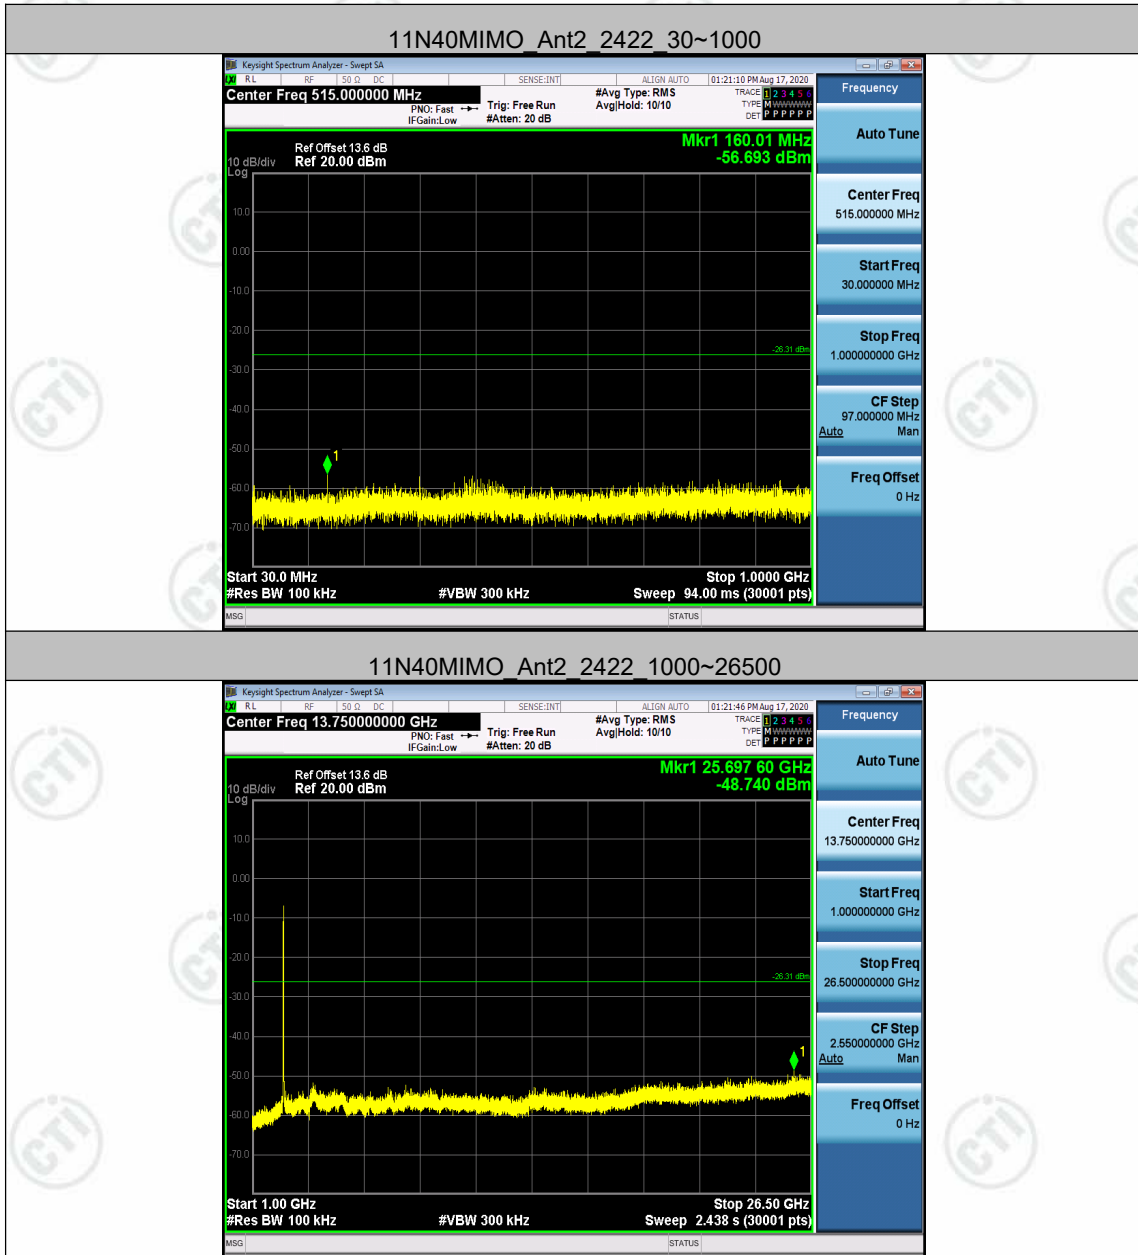 11N40MIMO_Ant2_2422_30~1000
Keysight Spectrum Analyzer - Swept SA
LXI RL RF 50 Ω DC SENSE:INT ALIGN AUTO 01:21:10 PM Aug 17, 2020
Center Freq 515.000000 MHz
PNO: Fast
IFGain:Low
Trig: Free Run
#Atten: 20 dB
#Avg Type: RMS
Avg|Hold: 10/10
TRACE 1 2 3 4 5 6
TYPE M W W W W W
DET P P P P P P
Ref Offset 13.6 dB
10 dB/div Ref 20.00 dBm
Log
Mkr1 160.01 MHz
-56.693 dBm
10.0
0.00
-10.0
-20.0
-26.31 dBm
-30.0
-40.0
-50.0
1
-60.0
-70.0
Start 30.0 MHz Stop 1.0000 GHz
#Res BW 100 kHz #VBW 300 kHz Sweep 94.00 ms (30001 pts)
MSG STATUS
Frequency
Auto Tune
Center Freq
515.000000 MHz
Start Freq
30.000000 MHz
Stop Freq
1.000000000 GHz
CF Step
97.000000 MHz
Auto Man
Freq Offset
0 Hz
11N40MIMO_Ant2_2422_1000~26500
Keysight Spectrum Analyzer - Swept SA
LXI RL RF 50 Ω DC SENSE:INT ALIGN AUTO 01:21:46 PM Aug 17, 2020
Center Freq 13.750000000 GHz
PNO: Fast
IFGain:Low
Trig: Free Run
#Atten: 20 dB
#Avg Type: RMS
Avg|Hold: 10/10
TRACE 1 2 3 4 5 6
TYPE M W W W W W
DET P P P P P P
Ref Offset 13.6 dB
10 dB/div Ref 20.00 dBm
Log
Mkr1 25.697 60 GHz
-48.740 dBm
10.0
0.00
-10.0
-20.0
-26.31 dBm
-30.0
-40.0
1
-50.0
-60.0
-70.0
Start 1.00 GHz Stop 26.50 GHz
#Res BW 100 kHz #VBW 300 kHz Sweep 2.438 s (30001 pts)
MSG STATUS
Frequency
Auto Tune
Center Freq
13.750000000 GHz
Start Freq
1.000000000 GHz
Stop Freq
26.500000000 GHz
CF Step
2.550000000 GHz
Auto Man
Freq Offset
0 Hz
CTI
CTI
CTI
CTI
CTI
CTI
CTI
CTI